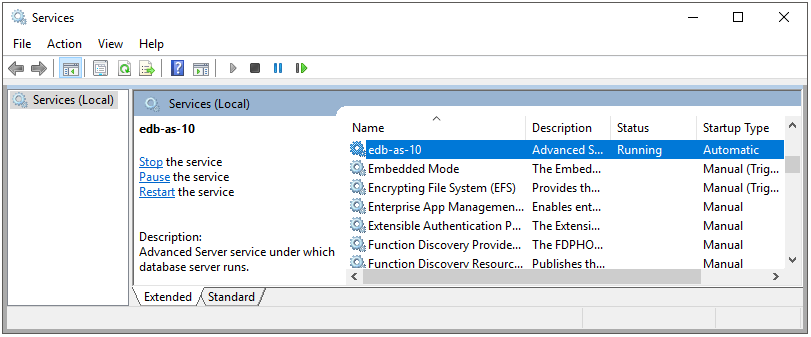 Services
File Action View Help
Services (Local)
Services (Local)
edb-as-10
Stop the service
Pause the service
Restart the service
Description:
Advanced Server service under which
database server runs.
Name Description Status Startup Type
edb-as-10 Advanced S... Running Automatic
Embedded Mode The Embed... Manual (Trig...
Encrypting File System (EFS) Provides th... Manual (Trig...
Enterprise App Managemen... Enables ent... Manual
Extensible Authentication P... The Extensi... Manual
Function Discovery Provide... The FDPHO... Manual
Function Discovery Resourc... Publishes th... Manual
Extended Standard